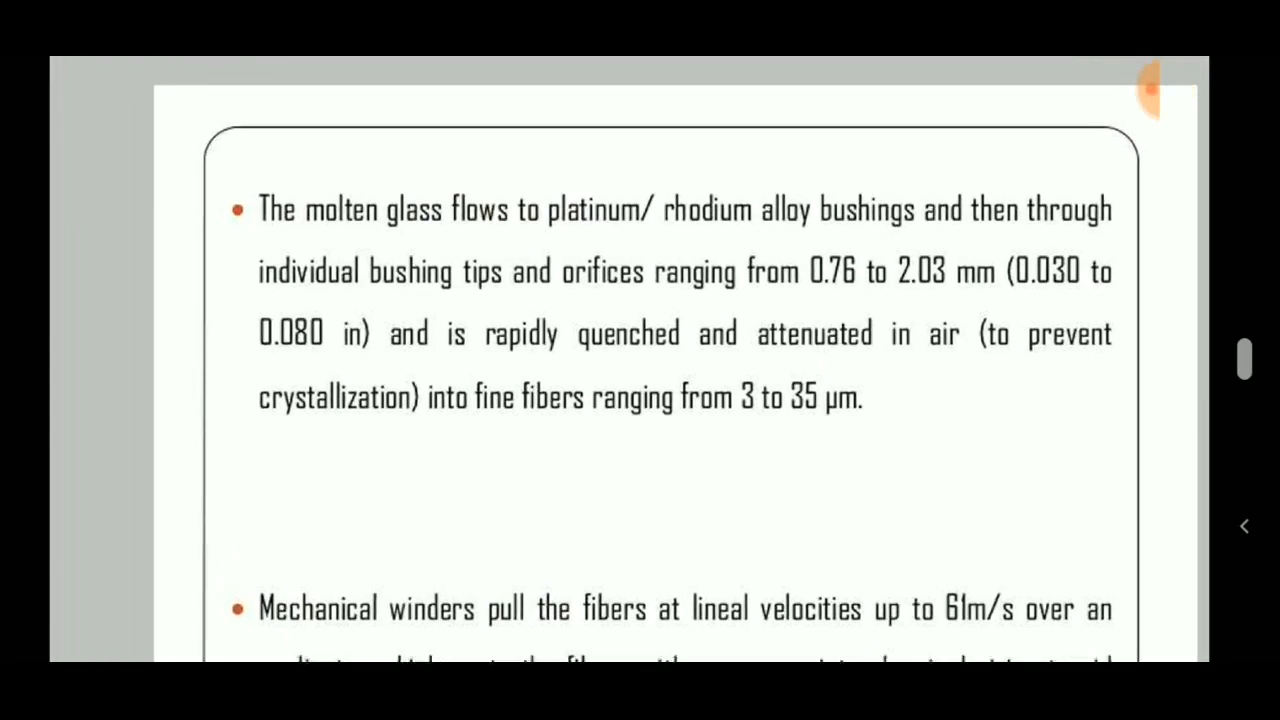 • The molten glass flows to platinum/ rhodium alloy bushings and then through
individual bushing tips and orifices ranging from 0.76 to 2.03 mm (0.030 to
0.080 in) and is rapidly quenched and attenuated in air (to prevent
crystallization) into fine fibers ranging from 3 to 35 µm.
• Mechanical winders pull the fibers at lineal velocities up to 61m/s over an